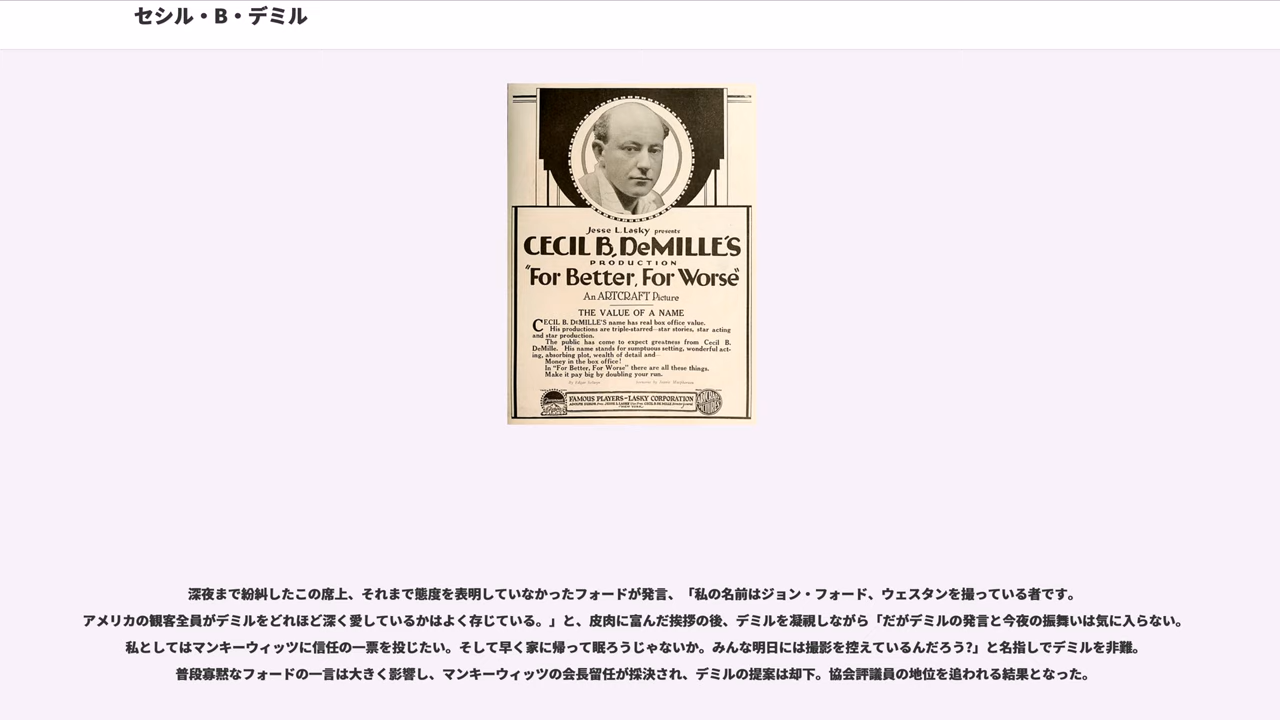 セシル・B・デミル
Jesse L. Lasky presents
CECIL B. DeMILLE'S
PRODUCTION
"For Better, For Worse"
An ARTCRAFT Picture
THE VALUE OF A NAME
CECIL B. DeMILLE'S name has real box office value.
His productions are triple-starred—star stories, star acting
and star production.
The public has come to expect greatness from Cecil B.
DeMille. His name stands for sumptuous setting, wonderful act-
ing, absorbing plot, wealth of detail and—
Money in the box office!
In "For Better, For Worse" there are all these things.
Make it pay big by doubling your run.
FAMOUS PLAYERS-LASKY CORPORATION
深夜まで紛糾したこの席上、それまで態度を表明していなかったフォードが発言、「私の名前はジョン・フォード、ウェスタンを撮っている者です。
アメリカの観客全員がデミルをどれほど深く愛しているかはよく存じている。」と、皮肉に富んだ挨拶の後、デミルを凝視しながら「だがデミルの発言と今夜の振舞いは気に入らない。
私としてはマンキーウィッツに信任の一票を投じたい。そして早く家に帰って眠ろうじゃないか。みんな明日には撮影を控えているんだろう?」と名指しでデミルを非難。
普段寡黙なフォードの一言は大きく影響し、マンキーウィッツの会長留任が採決され、デミルの提案は却下。協会評議員の地位を追われる結果となった。